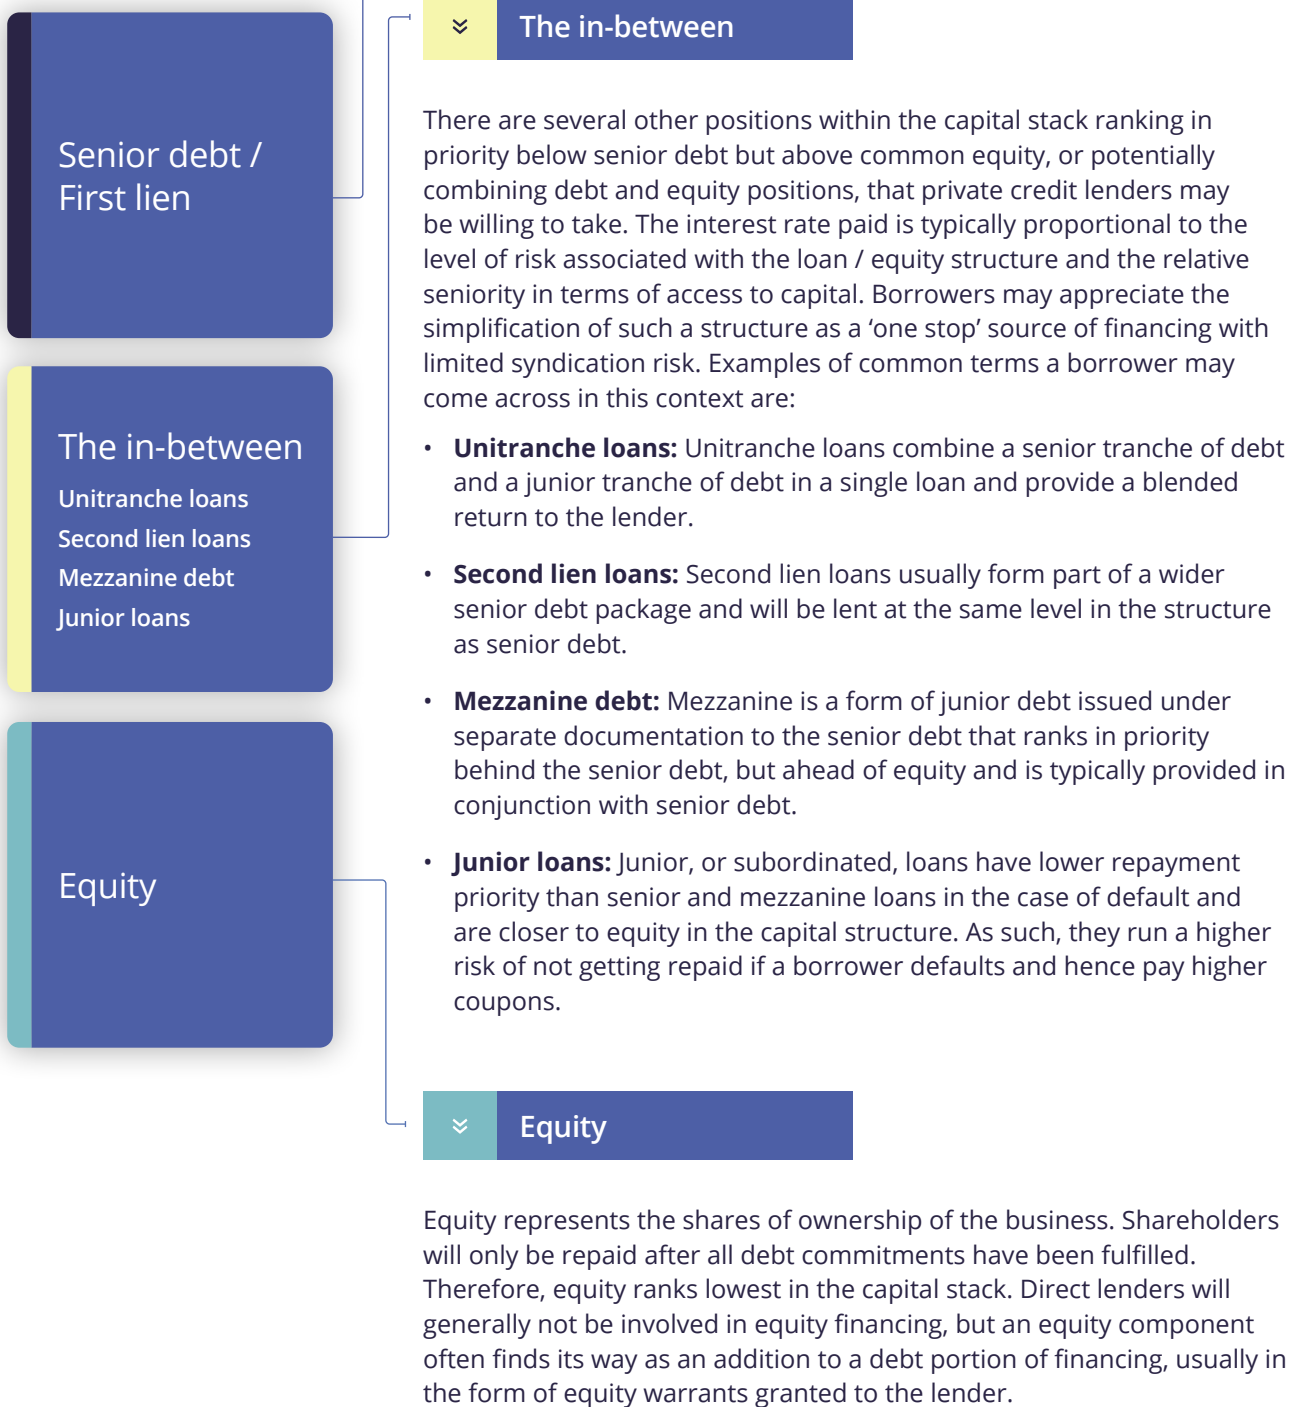 Senior debt /
First lien
The in-between
Unitranche loans
Second lien loans
Mezzanine debt
Junior loans
Equity
The in-between
There are several other positions within the capital stack ranking in
priority below senior debt but above common equity, or potentially
combining debt and equity positions, that private credit lenders may
be willing to take. The interest rate paid is typically proportional to the
level of risk associated with the loan / equity structure and the relative
seniority in terms of access to capital. Borrowers may appreciate the
simplification of such a structure as a ‘one stop’ source of financing with
limited syndication risk. Examples of common terms a borrower may
come across in this context are:
• Unitranche loans: Unitranche loans combine a senior tranche of debt
and a junior tranche of debt in a single loan and provide a blended
return to the lender.
• Second lien loans: Second lien loans usually form part of a wider
senior debt package and will be lent at the same level in the structure
as senior debt.
• Mezzanine debt: Mezzanine is a form of junior debt issued under
separate documentation to the senior debt that ranks in priority
behind the senior debt, but ahead of equity and is typically provided in
conjunction with senior debt.
• Junior loans: Junior, or subordinated, loans have lower repayment
priority than senior and mezzanine loans in the case of default and
are closer to equity in the capital structure. As such, they run a higher
risk of not getting repaid if a borrower defaults and hence pay higher
coupons.
Equity
Equity represents the shares of ownership of the business. Shareholders
will only be repaid after all debt commitments have been fulfilled.
Therefore, equity ranks lowest in the capital stack. Direct lenders will
generally not be involved in equity financing, but an equity component
often finds its way as an addition to a debt portion of financing, usually in
the form of equity warrants granted to the lender.